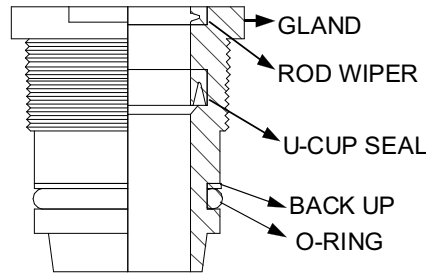 GLAND
ROD WIPER
U-CUP SEAL
BACK UP
O-RING